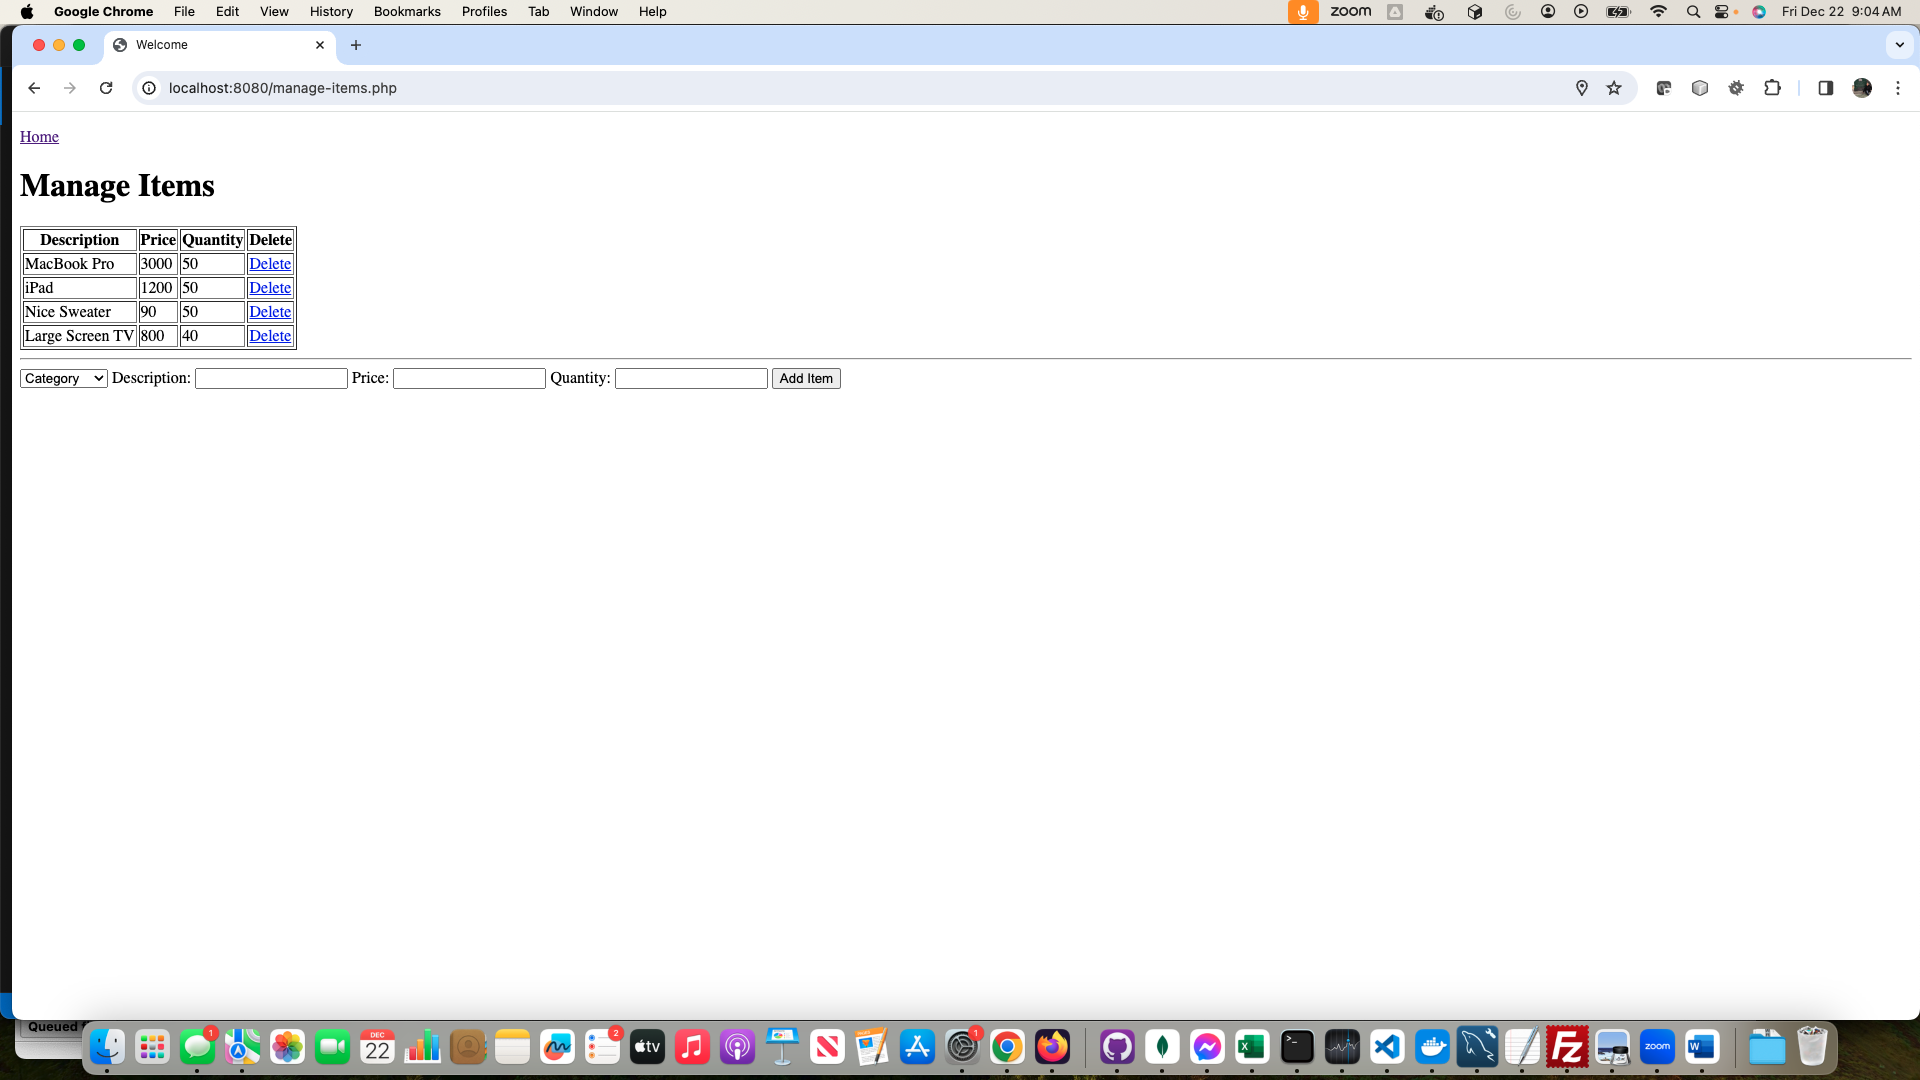 Google Chrome File Edit View History Bookmarks Profiles Tab Window Help zoom Fri Dec 22 9:04 AM
Welcome
localhost:8080/manage-items.php
Home
Manage Items
Description Price Quantity Delete
MacBook Pro 3000 50 Delete
iPad 1200 50 Delete
Nice Sweater 90 50 Delete
Large Screen TV 800 40 Delete
Category Description: Price: Quantity: Add Item
Queued
1 DEC 22 2 tv 1 X >_ Fz zoom W